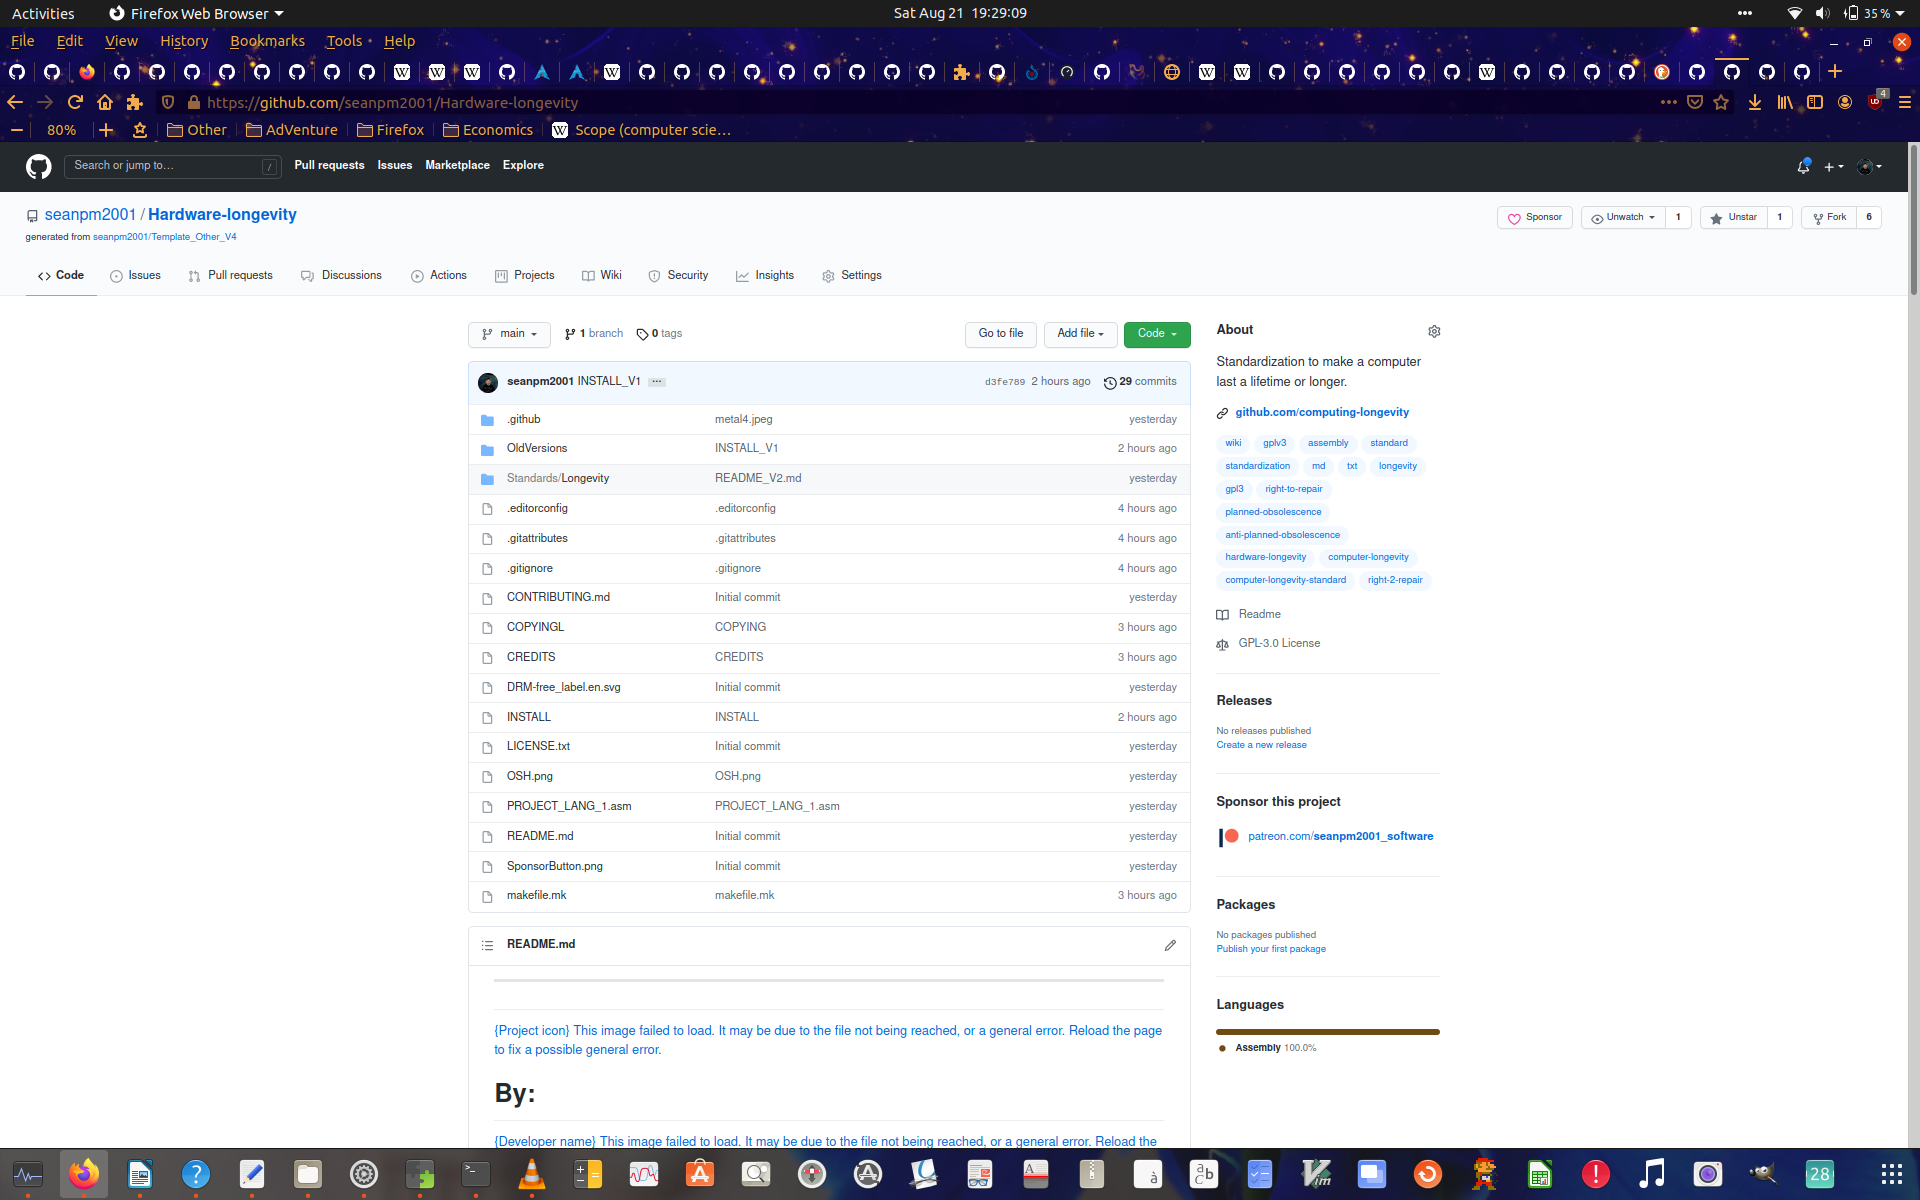 Activities Firefox Web Browser Sat Aug 21 19:29:09 35 %
File Edit View History Bookmarks Tools Help
https://github.com/seanpm2001/Hardware-longevity 4
80% Other AdVenture Firefox Economics Scope (computer scie…
Search or jump to… / Pull requests Issues Marketplace Explore
seanpm2001 / Hardware-longevity Sponsor Unwatch 1 Unstar 1 Fork 6
generated from seanpm2001/Template_Other_V4
Code Issues Pull requests Discussions Actions Projects Wiki Security Insights Settings
main 1 branch 0 tags Go to file Add file Code
seanpm2001 INSTALL_V1 … d3fe789 2 hours ago 29 commits
.github metal4.jpeg yesterday
OldVersions INSTALL_V1 2 hours ago
Standards/Longevity README_V2.md yesterday
.editorconfig .editorconfig 4 hours ago
.gitattributes .gitattributes 4 hours ago
.gitignore .gitignore 4 hours ago
CONTRIBUTING.md Initial commit yesterday
COPYINGL COPYING 3 hours ago
CREDITS CREDITS 3 hours ago
DRM-free_label.en.svg Initial commit yesterday
INSTALL INSTALL 2 hours ago
LICENSE.txt Initial commit yesterday
OSH.png OSH.png yesterday
PROJECT_LANG_1.asm PROJECT_LANG_1.asm yesterday
README.md Initial commit yesterday
SponsorButton.png Initial commit yesterday
makefile.mk makefile.mk 3 hours ago
README.md
{Project icon} This image failed to load. It may be due to the file not being reached, or a general error. Reload the page
to fix a possible general error.
By:
{Developer name} This image failed to load. It may be due to the file not being reached, or a general error. Reload the
About
Standardization to make a computer
last a lifetime or longer.
github.com/computing-longevity
wiki gplv3 assembly standard
standardization md txt longevity
gpl3 right-to-repair
planned-obsolescence
anti-planned-obsolescence
hardware-longevity computer-longevity
computer-longevity-standard right-2-repair
Readme
GPL-3.0 License
Releases
No releases published
Create a new release
Sponsor this project
patreon.com/seanpm2001_software
Packages
No packages published
Publish your first package
Languages
Assembly 100.0%
28